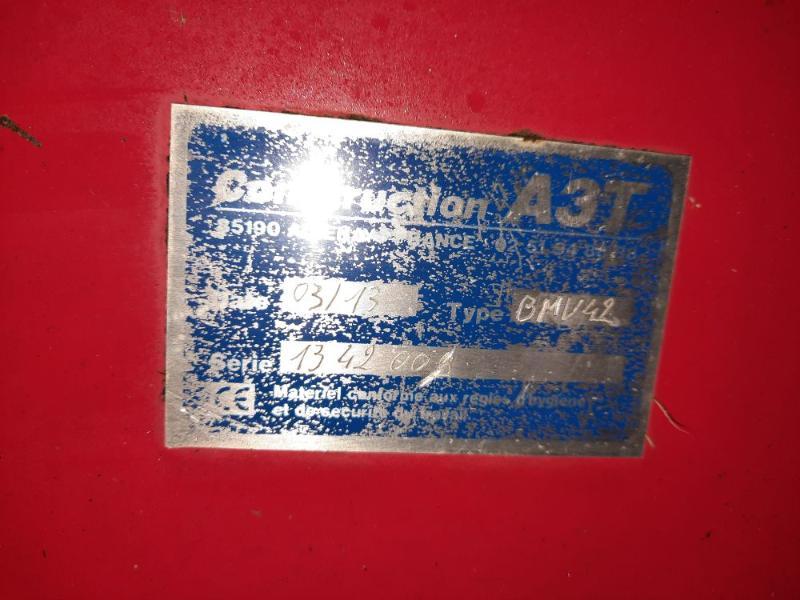 Construction A3T
85190 FRANCE
Date 03/13 Type BMV42
Serie 13 42 00
CE Materiel conforme aux regles d'hygiene
et de securite du travail